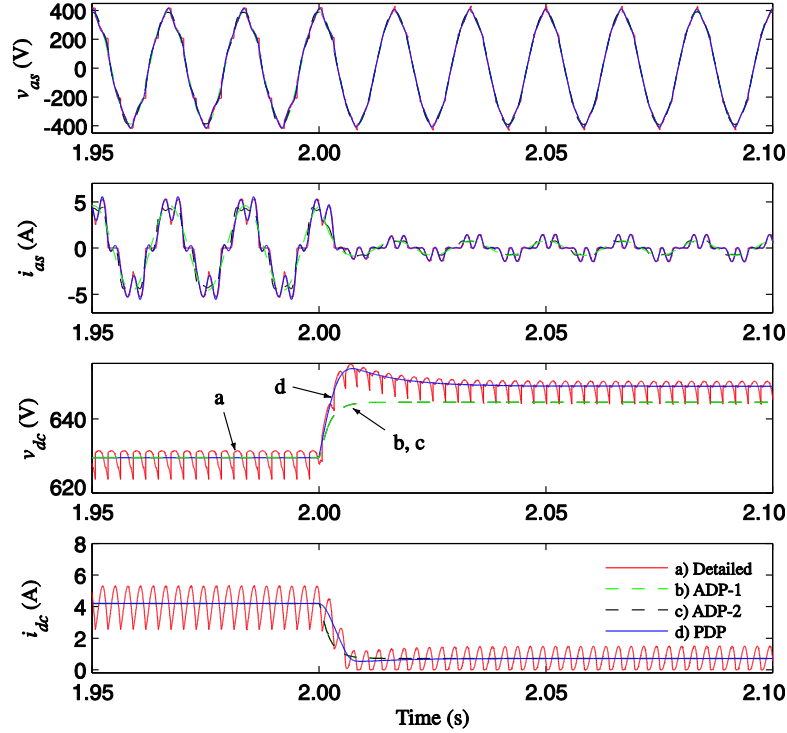 400
200
0
-200
-400
v_as (V)
1.95 2.00 2.05 2.10
5
0
-5
i_as (A)
1.95 2.00 2.05 2.10
640
620
v_dc (V)
a
d
b, c
1.95 2.00 2.05 2.10
8
6
4
2
0
i_dc (A)
a) Detailed
b) ADP-1
c) ADP-2
d) PDP
1.95 2.00 2.05 2.10
Time (s)